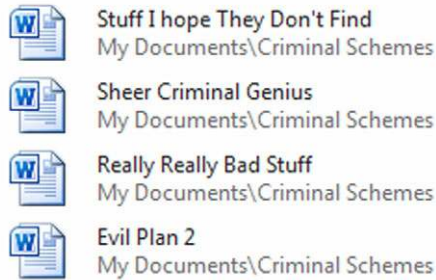 Stuff I hope They Don't Find
My Documents\Criminal Schemes
Sheer Criminal Genius
My Documents\Criminal Schemes
Really Really Bad Stuff
My Documents\Criminal Schemes
Evil Plan 2
My Documents\Criminal Schemes